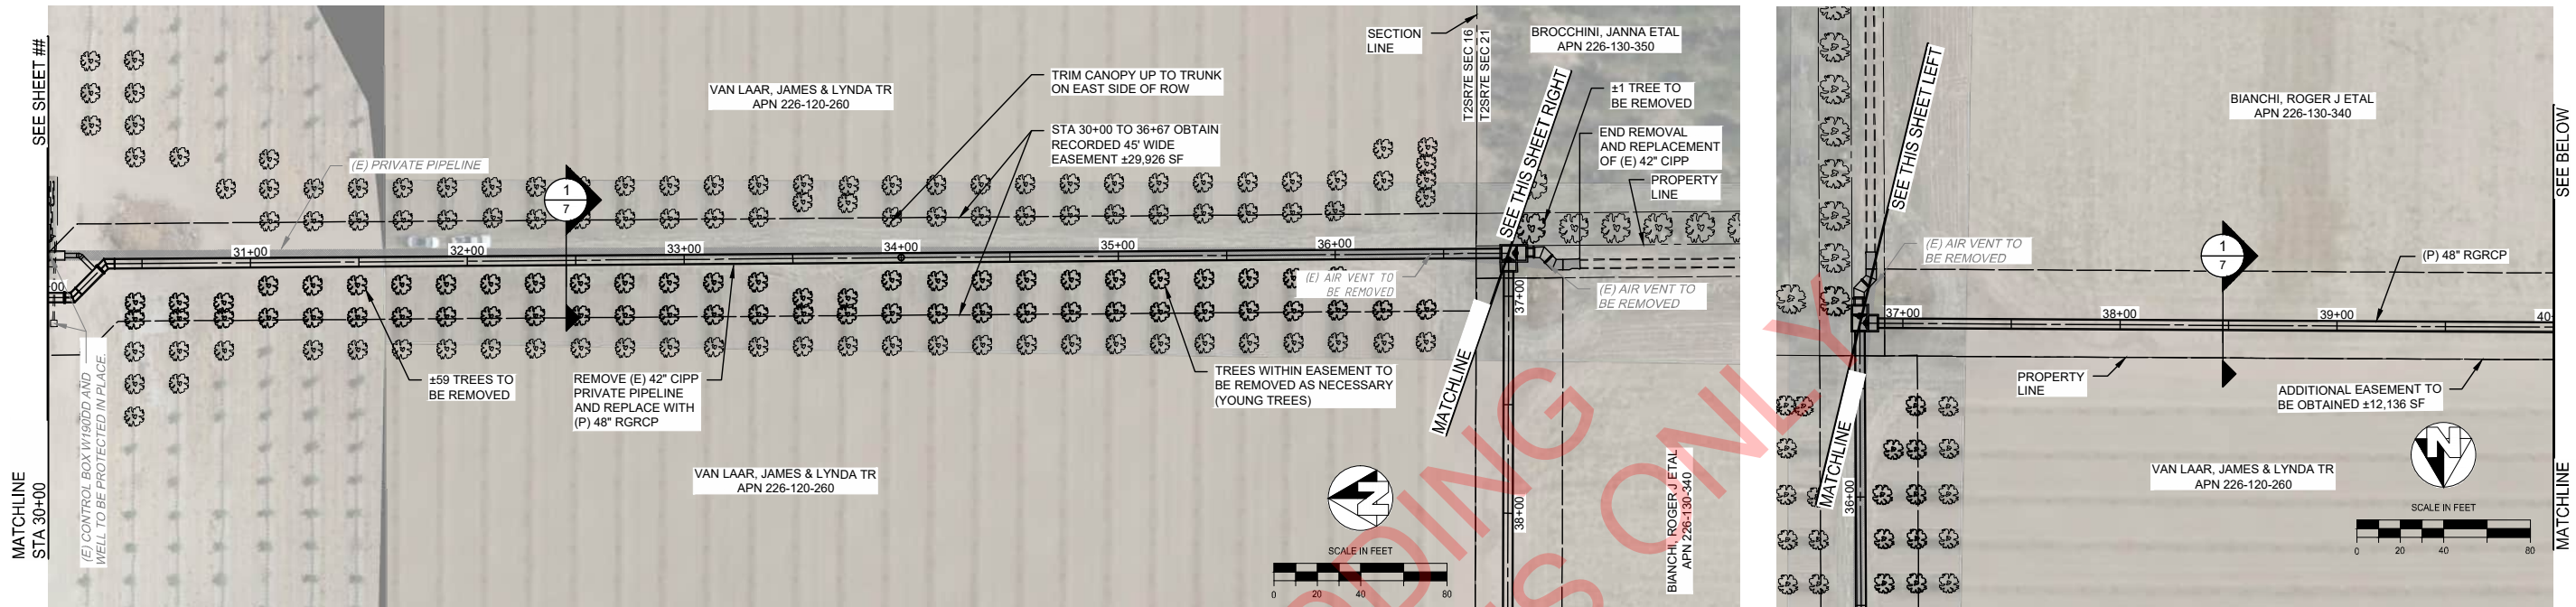 MATCHLINE
STA 30+00
SEE SHEET ##
(E) CONTROL BOX W190DD AND
WELL TO BE PROTECTED IN PLACE.
(E) PRIVATE PIPELINE
VAN LAAR, JAMES & LYNDA TR
APN 226-120-260
TRIM CANOPY UP TO TRUNK
ON EAST SIDE OF ROW
STA 30+00 TO 36+67 OBTAIN
RECORDED 45' WIDE
EASEMENT ±29,926 SF
SECTION
LINE
T2SR7E SEC 16
T2SR7E SEC 21
BROCCHINI, JANNA ETAL
APN 226-130-350
±1 TREE TO
BE REMOVED
END REMOVAL
AND REPLACEMENT
OF (E) 42" CIPP
PROPERTY
LINE
SEE THIS SHEET RIGHT
MATCHLINE
1
7
31+00
32+00
33+00
34+00
35+00
36+00
37+00
38+00
(E) AIR VENT TO
BE REMOVED
(E) AIR VENT TO
BE REMOVED
±59 TREES TO
BE REMOVED
REMOVE (E) 42" CIPP
PRIVATE PIPELINE
AND REPLACE WITH
(P) 48" RGRCP
TREES WITHIN EASEMENT TO
BE REMOVED AS NECESSARY
(YOUNG TREES)
VAN LAAR, JAMES & LYNDA TR
APN 226-120-260
BIANCHI, ROGER J ETAL
APN 226-130-340
N
SCALE IN FEET
0 20 40 80
SEE THIS SHEET LEFT
MATCHLINE
(E) AIR VENT TO
BE REMOVED
BIANCHI, ROGER J ETAL
APN 226-130-340
1
7
(P) 48" RGRCP
36+00
37+00
38+00
39+00
40
PROPERTY
LINE
ADDITIONAL EASEMENT TO
BE OBTAINED ±12,136 SF
VAN LAAR, JAMES & LYNDA TR
APN 226-120-260
N
SCALE IN FEET
0 20 40 80
MATCHLINE
SEE BELOW
ONLY